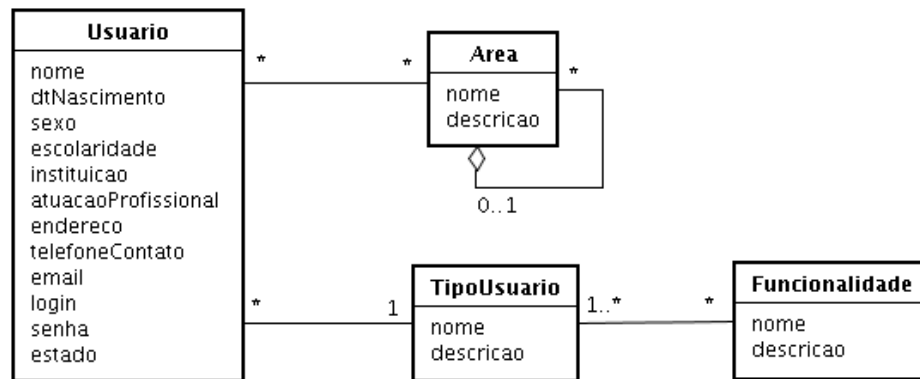 Usuario
nome
dtNascimento
sexo
escolaridade
instituicao
atuacaoProfissional
endereco
telefoneContato
email
login
senha
estado
*
*
Area
nome
descricao
*
0..1
*
1
TipoUsuario
nome
descricao
1..*
*
Funcionalidade
nome
descricao